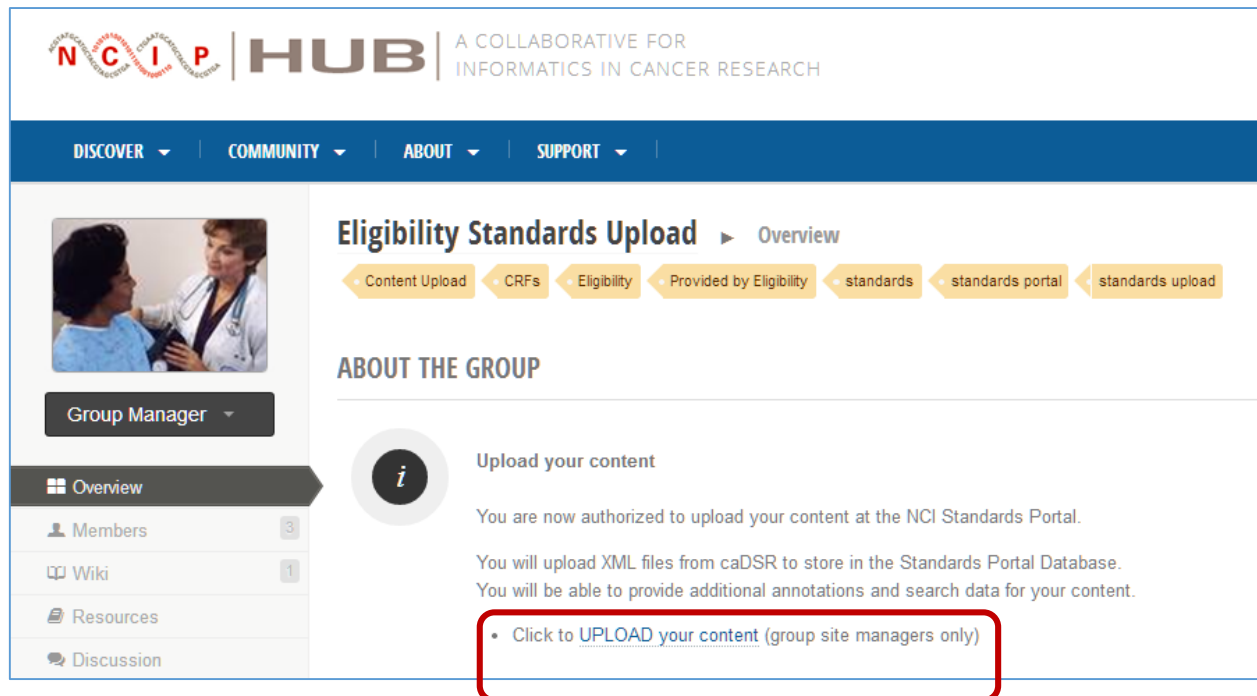 NCIP HUB A COLLABORATIVE FOR
INFORMATICS IN CANCER RESEARCH
DISCOVER COMMUNITY ABOUT SUPPORT
Eligibility Standards Upload ► Overview
Content Upload CRFs Eligibility Provided by Eligibility standards standards portal standards upload
ABOUT THE GROUP
Group Manager
Overview
Members 3
Wiki 1
Resources
Discussion
i
Upload your content
You are now authorized to upload your content at the NCI Standards Portal.
You will upload XML files from caDSR to store in the Standards Portal Database.
You will be able to provide additional annotations and search data for your content.
• Click to UPLOAD your content (group site managers only)